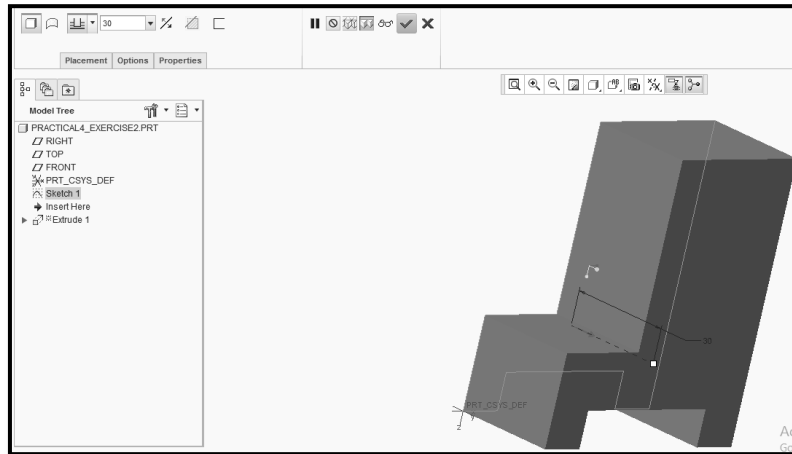 30
Placement Options Properties
Model Tree
PRACTICAL4_EXERCISE2.PRT
RIGHT
TOP
FRONT
PRT_CSYS_DEF
Sketch 1
Insert Here
Extrude 1
30
PRT_CSYS_DEF
y
z